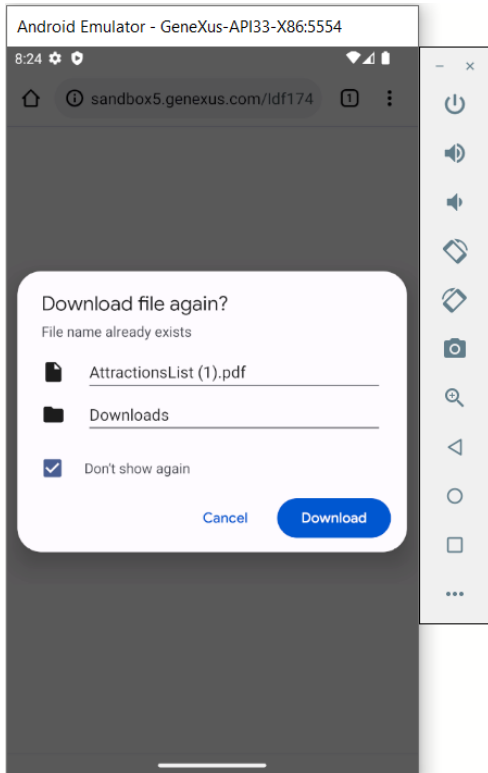 Android Emulator - GeneXus-API33-X86:5554
8:24
sandbox5.genexus.com/ldf174
1
Download file again?
File name already exists
AttractionsList (1).pdf
Downloads
Don't show again
Cancel
Download